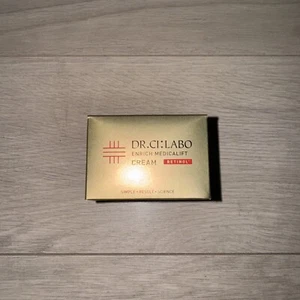 DR.CI:LABO
ENRICH MEDICALIFT
CREAM RETINOL